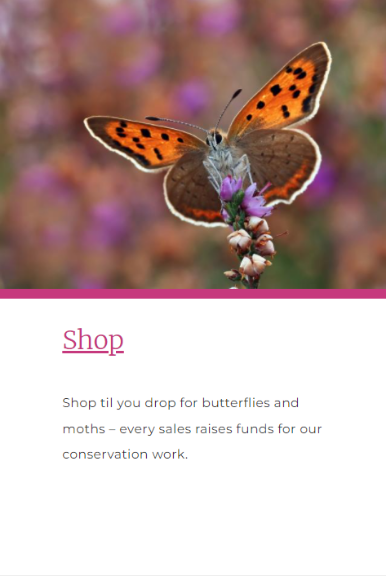 Shop
Shop til you drop for butterflies and
moths – every sales raises funds for our
conservation work.